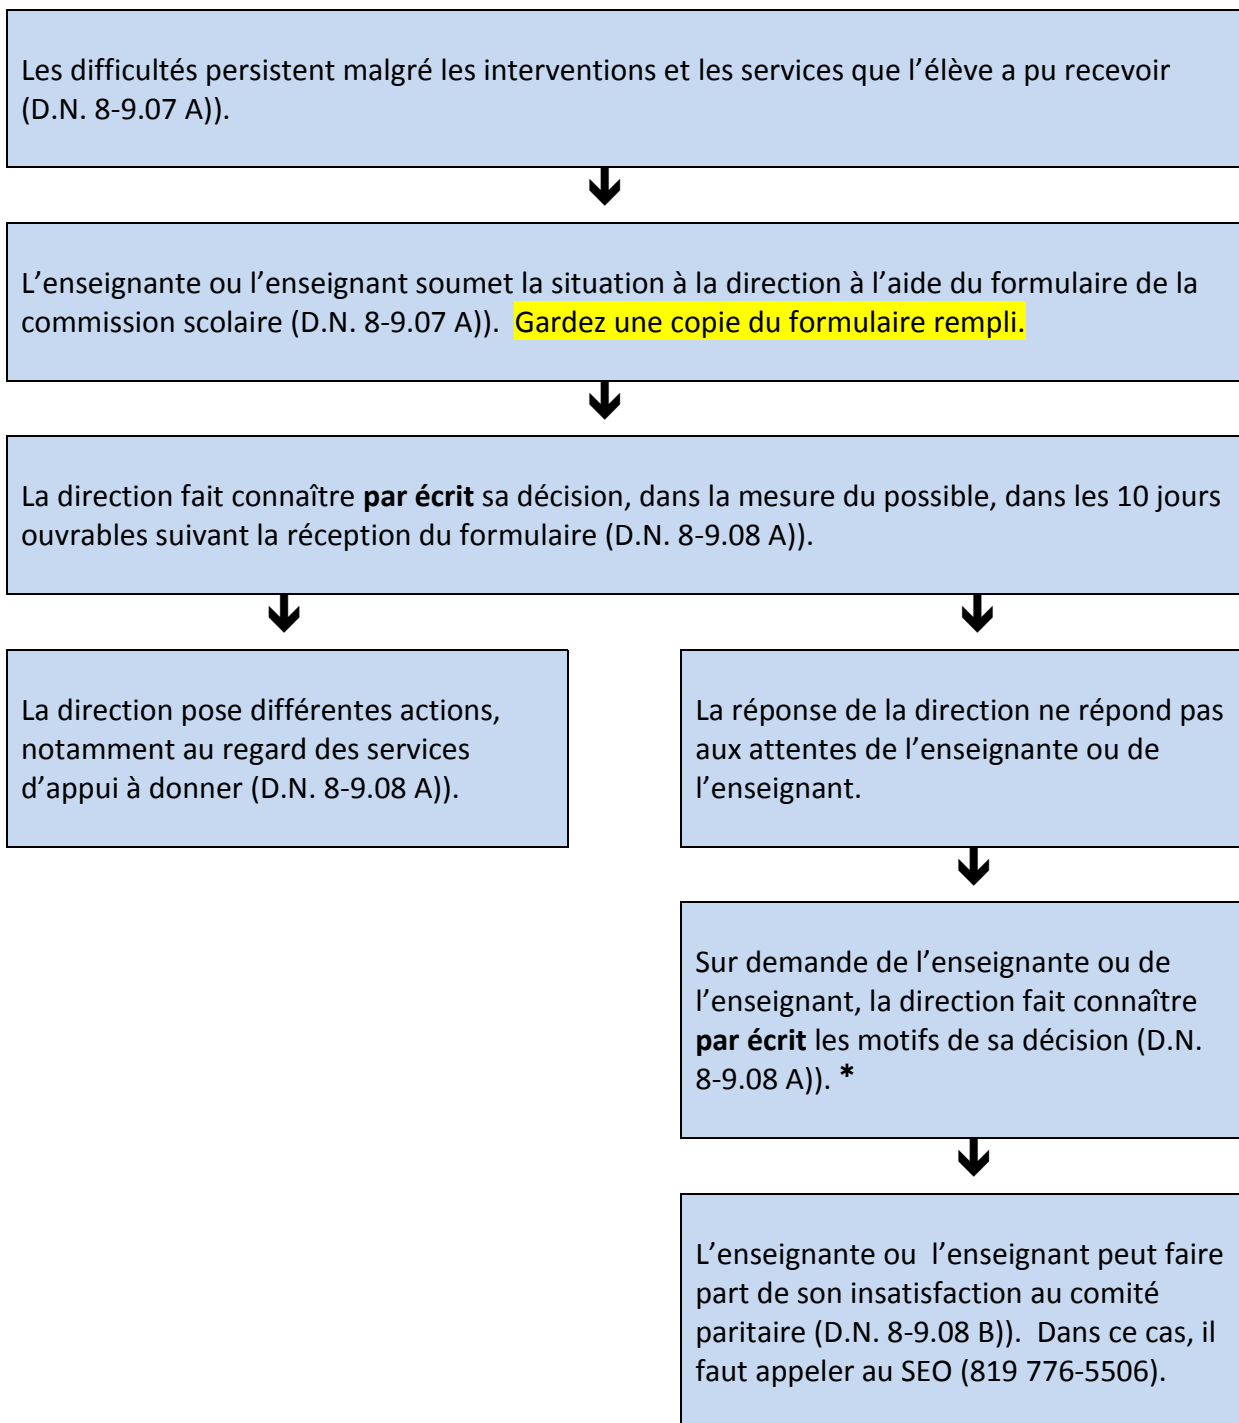 Les difficultés persistent malgré les interventions et les services que l’élève a pu recevoir
(D.N. 8-9.07 A)).
L’enseignante ou l’enseignant soumet la situation à la direction à l’aide du formulaire de la
commission scolaire (D.N. 8-9.07 A)).  Gardez une copie du formulaire rempli.
La direction fait connaître par écrit sa décision, dans la mesure du possible, dans les 10 jours
ouvrables suivant la réception du formulaire (D.N. 8-9.08 A)).
La direction pose différentes actions,
notamment au regard des services
d’appui à donner (D.N. 8-9.08 A)).
La réponse de la direction ne répond pas
aux attentes de l’enseignante ou de
l’enseignant.
Sur demande de l’enseignante ou de
l’enseignant, la direction fait connaître
par écrit les motifs de sa décision (D.N.
8-9.08 A)). *
L’enseignante ou  l’enseignant peut faire
part de son insatisfaction au comité
paritaire (D.N. 8-9.08 B)).  Dans ce cas, il
faut appeler au SEO (819 776-5506).